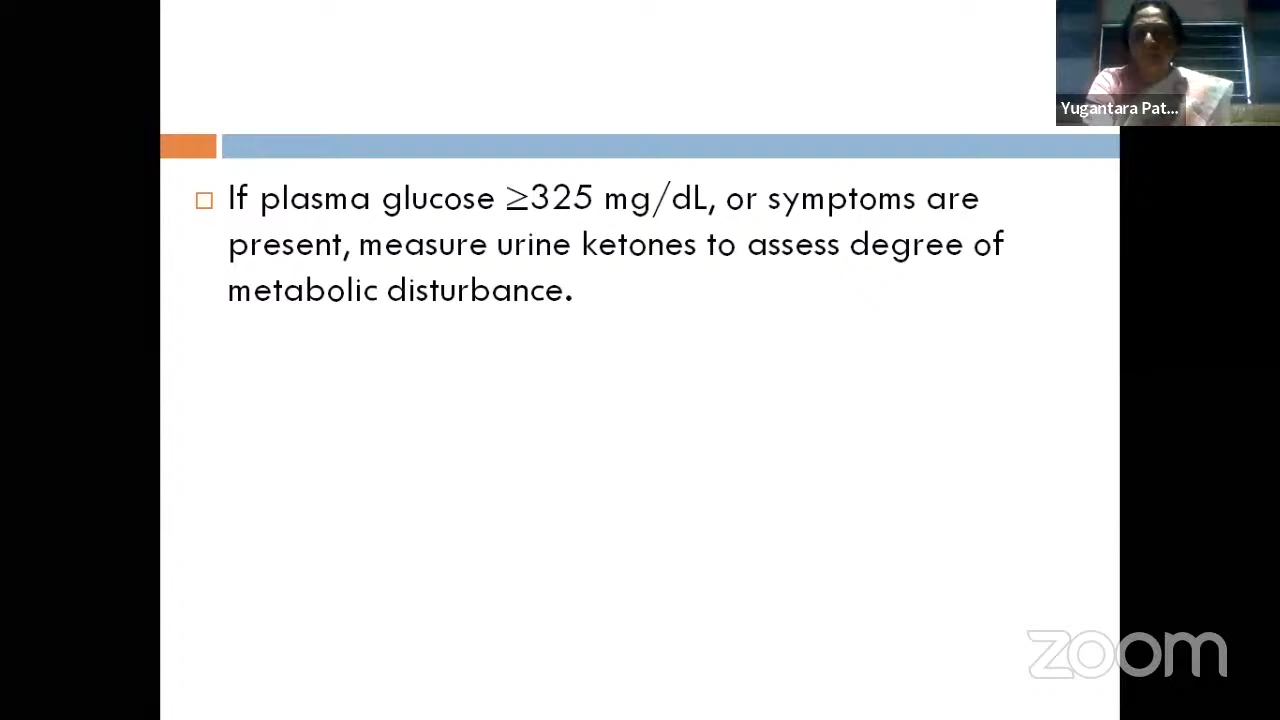 Yugantara Pat...
If plasma glucose ≥325 mg/dL, or symptoms are
present, measure urine ketones to assess degree of
metabolic disturbance.
zoom